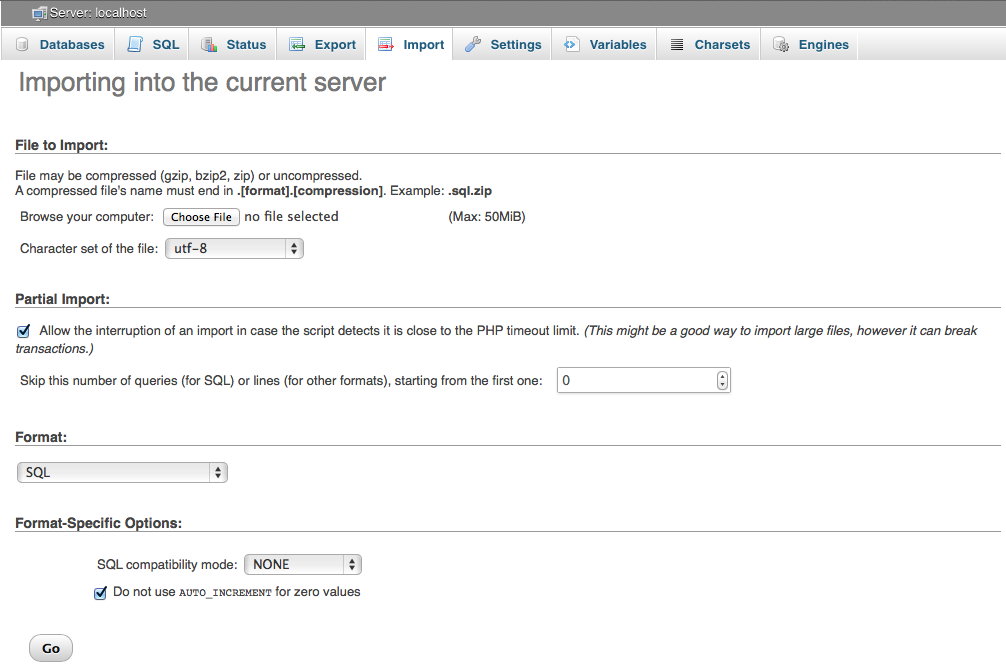 Server: localhost
Databases SQL Status Export Import Settings Variables Charsets Engines
Importing into the current server
File to Import:
File may be compressed (gzip, bzip2, zip) or uncompressed.
A compressed file's name must end in .[format].[compression]. Example: .sql.zip
Browse your computer: Choose File no file selected (Max: 50MiB)
Character set of the file: utf-8
Partial Import:
Allow the interruption of an import in case the script detects it is close to the PHP timeout limit. (This might be a good way to import large files, however it can break
transactions.)
Skip this number of queries (for SQL) or lines (for other formats), starting from the first one: 0
Format:
SQL
Format-Specific Options:
SQL compatibility mode: NONE
Do not use AUTO_INCREMENT for zero values
Go